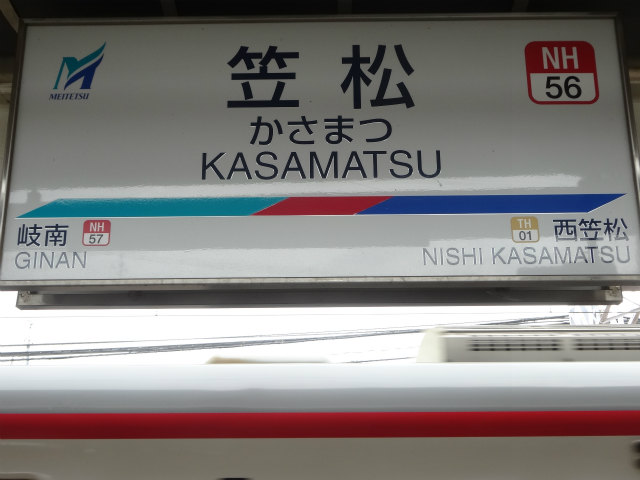 MEITETSU
笠松
NH
56
かさまつ
KASAMATSU
岐南
NH
57
GINAN
TH
01
西笠松
NISHI KASAMATSU